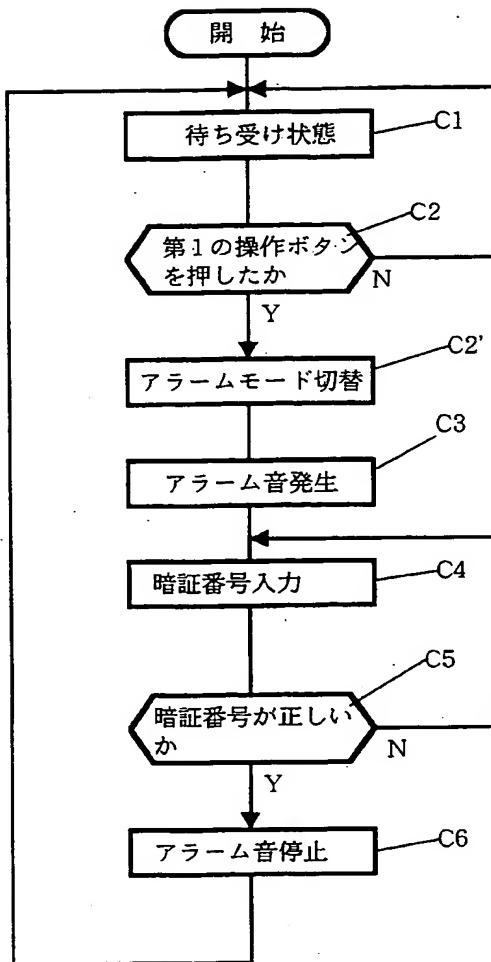 開 始
待ち受け状態
C1
C2
第1の操作ボタン
を押したか
N
Y
C2'
アラームモード切替
C3
アラーム音発生
暗証番号入力
C4
C5
暗証番号が正しい
か
N
Y
C6
アラーム音停止